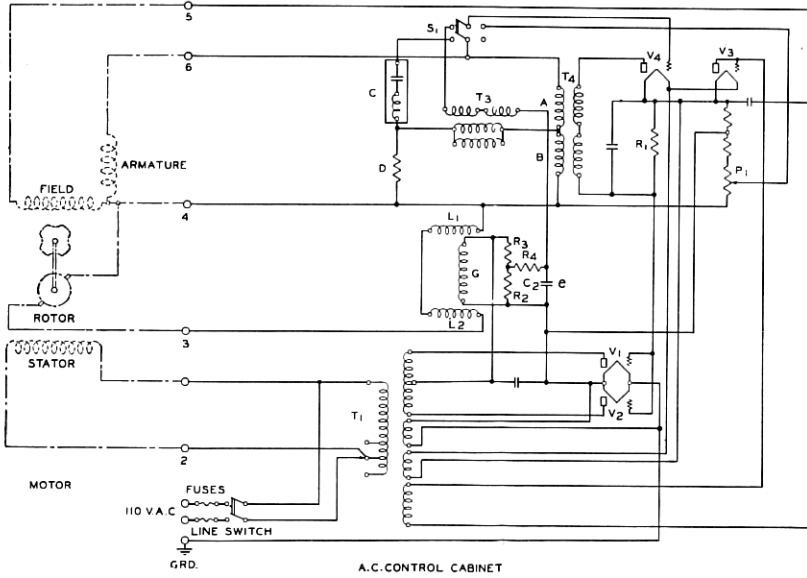 5
S1
6
V4
V3
C
T3
A
T4
ARMATURE
R1
B
P1
D
FIELD
4
L1
R3
R4
G
C2 e
R2
ROTOR
3
L2
STATOR
V1
T1
V2
2
MOTOR
FUSES
110 V.A.C
LINE SWITCH
GRD.
A.C. CONTROL CABINET